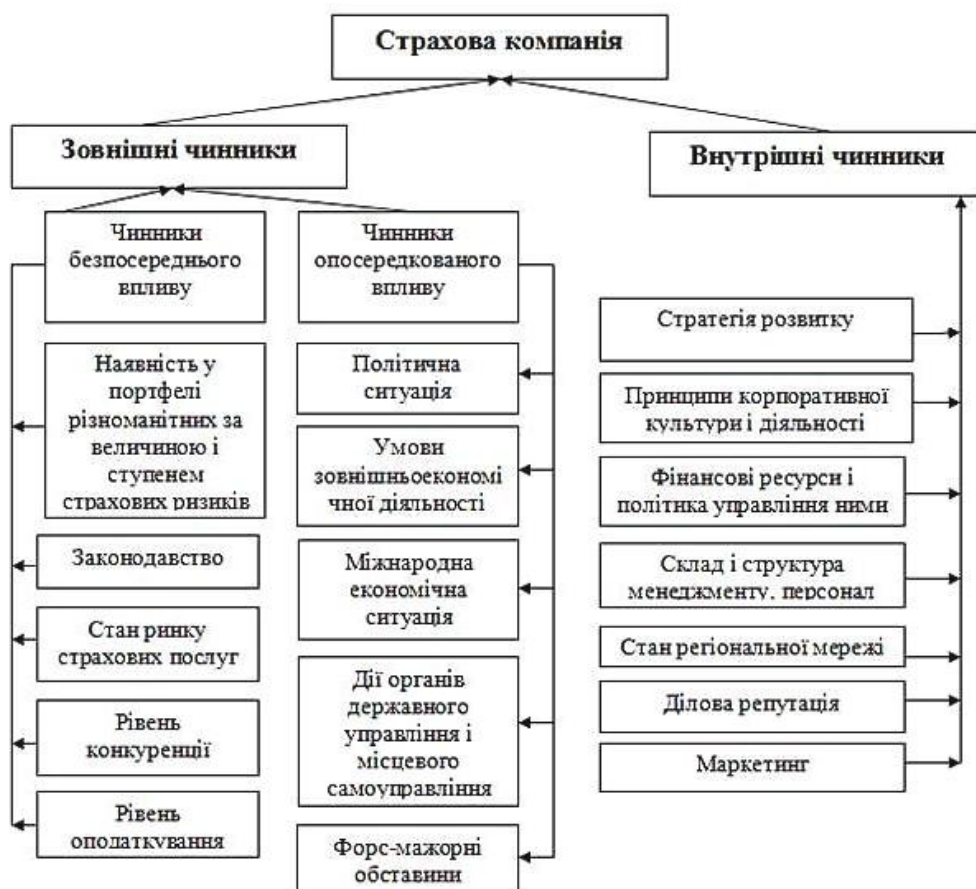 Страхова компанія
Зовнішні чинники
Внутрішні чинники
Чинники
безпосереднього
впливу
Наявність у
портфелі
різноманітних за
величиною і
ступенем
страхових ризиків
Законодавство
Стан ринку
страхових послуг
Рівень
конкуренції
Рівень
оподаткування
Чинники
опосередкованого
впливу
Політична
ситуація
Умови
зовнішньоекономі
чної діяльності
Міжнародна
економічна
ситуація
Дії органів
державного
управління і
місцевого
самоуправління
Форс-мажорні
обставини
Стратегія розвитку
Принципи корпоративної
культури і діяльності
Фінансові ресурси і
політика управління ними
Склад і структура
менеджменту, персонал
Стан регіональної мережі
Ділова репутація
Маркетинг